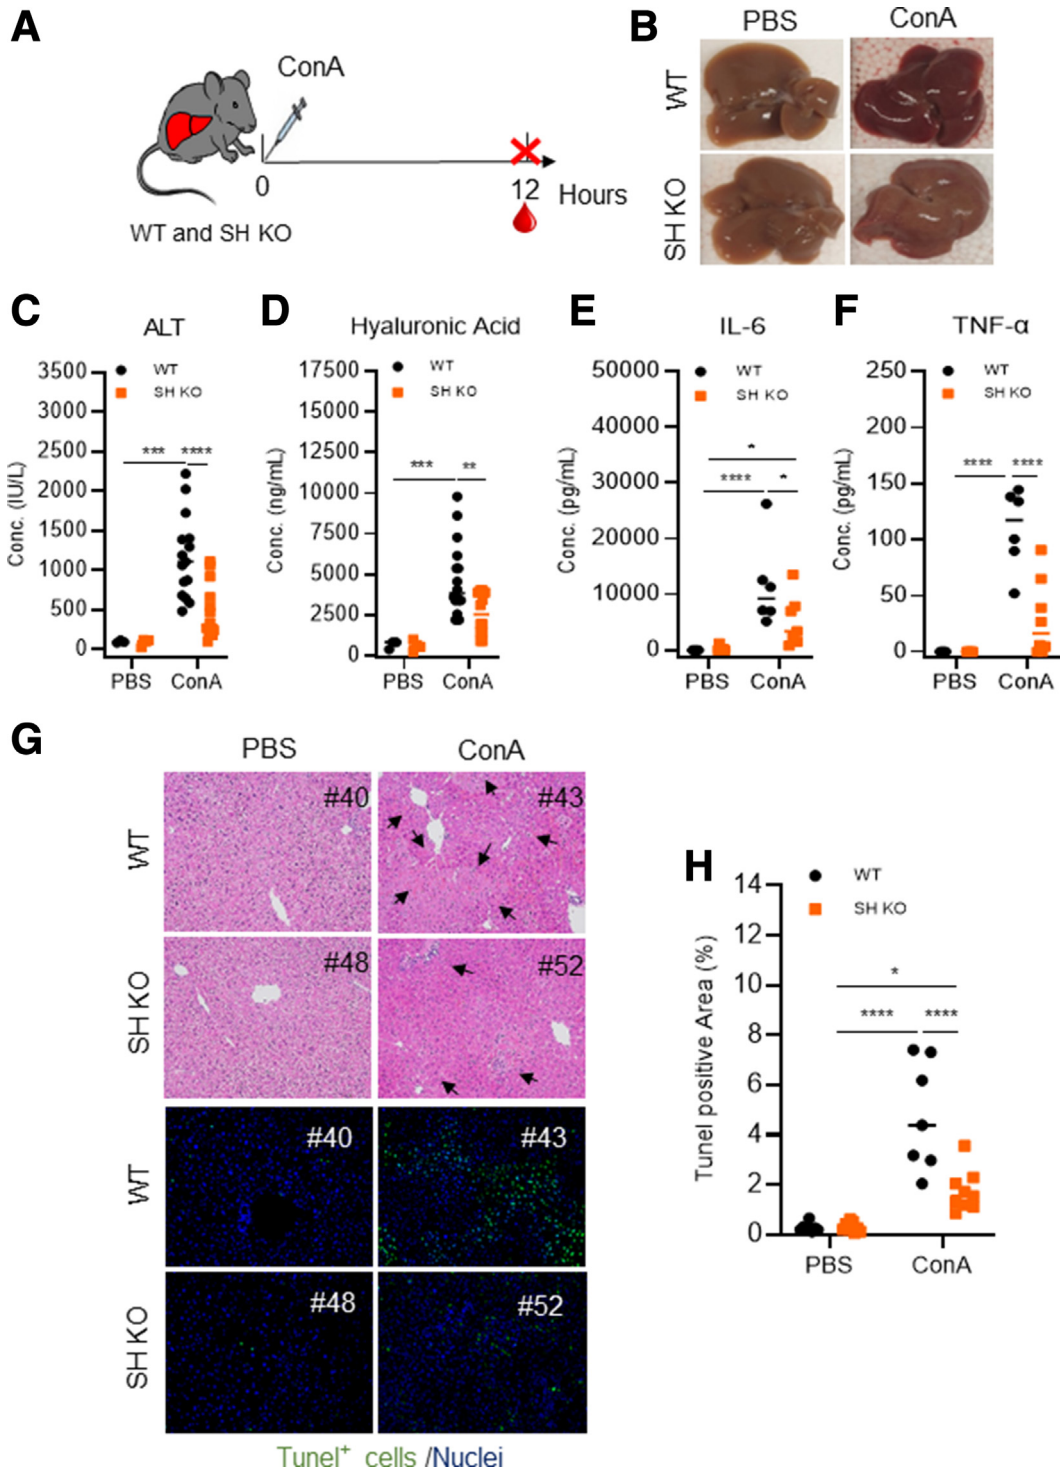 A
ConA
0
12
Hours
WT and SH KO
B
PBS
ConA
WT
SH KO
C
ALT
Conc. (IU/L)
3500
3000
2500
2000
1500
1000
500
0
WT
SH KO
***
****
PBS
ConA
D
Hyaluronic Acid
Conc. (ng/mL)
17500
15000
12500
10000
7500
5000
2500
0
WT
SH KO
***
**
PBS
ConA
E
IL-6
Conc. (pg/mL)
50000
40000
30000
20000
10000
0
WT
SH KO
*
****
*
PBS
ConA
F
TNF-α
Conc. (pg/mL)
250
200
150
100
50
0
WT
SH KO
****
****
PBS
ConA
G
PBS
ConA
WT
#40
#43
SH KO
#48
#52
WT
#40
#43
SH KO
#48
#52
Tunel⁺ cells /Nuclei
H
Tunel positive Area (%)
14
12
10
8
6
4
2
0
WT
SH KO
*
****
****
PBS
ConA